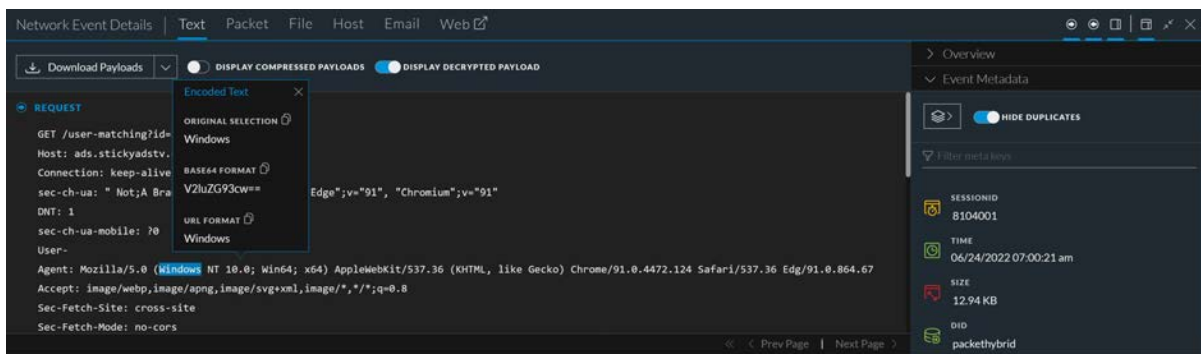 Network Event Details | Text Packet File Host Email Web
Download Payloads DISPLAY COMPRESSED PAYLOADS DISPLAY DECRYPTED PAYLOAD
REQUEST
GET /user-matching?id=
Host: ads.stickyadstv.
Connection: keep-alive
sec-ch-ua: " Not;A Bra Edge";v="91", "Chromium";v="91"
DNT: 1
sec-ch-ua-mobile: ?0
User-
Agent: Mozilla/5.0 (Windows NT 10.0; Win64; x64) AppleWebKit/537.36 (KHTML, like Gecko) Chrome/91.0.4472.124 Safari/537.36 Edg/91.0.864.67
Accept: image/webp,image/apng,image/svg+xml,image/*,*/*;q=0.8
Sec-Fetch-Site: cross-site
Sec-Fetch-Mode: no-cors
Encoded Text
ORIGINAL SELECTION
Windows
BASE64 FORMAT
V2luZG93cw==
URL FORMAT
Windows
« < Prev Page | Next Page >
> Overview
Event Metadata
HIDE DUPLICATES
Filter meta keys
SESSIONID
8104001
TIME
06/24/2022 07:00:21 am
SIZE
12.94 KB
DID
packethybrid